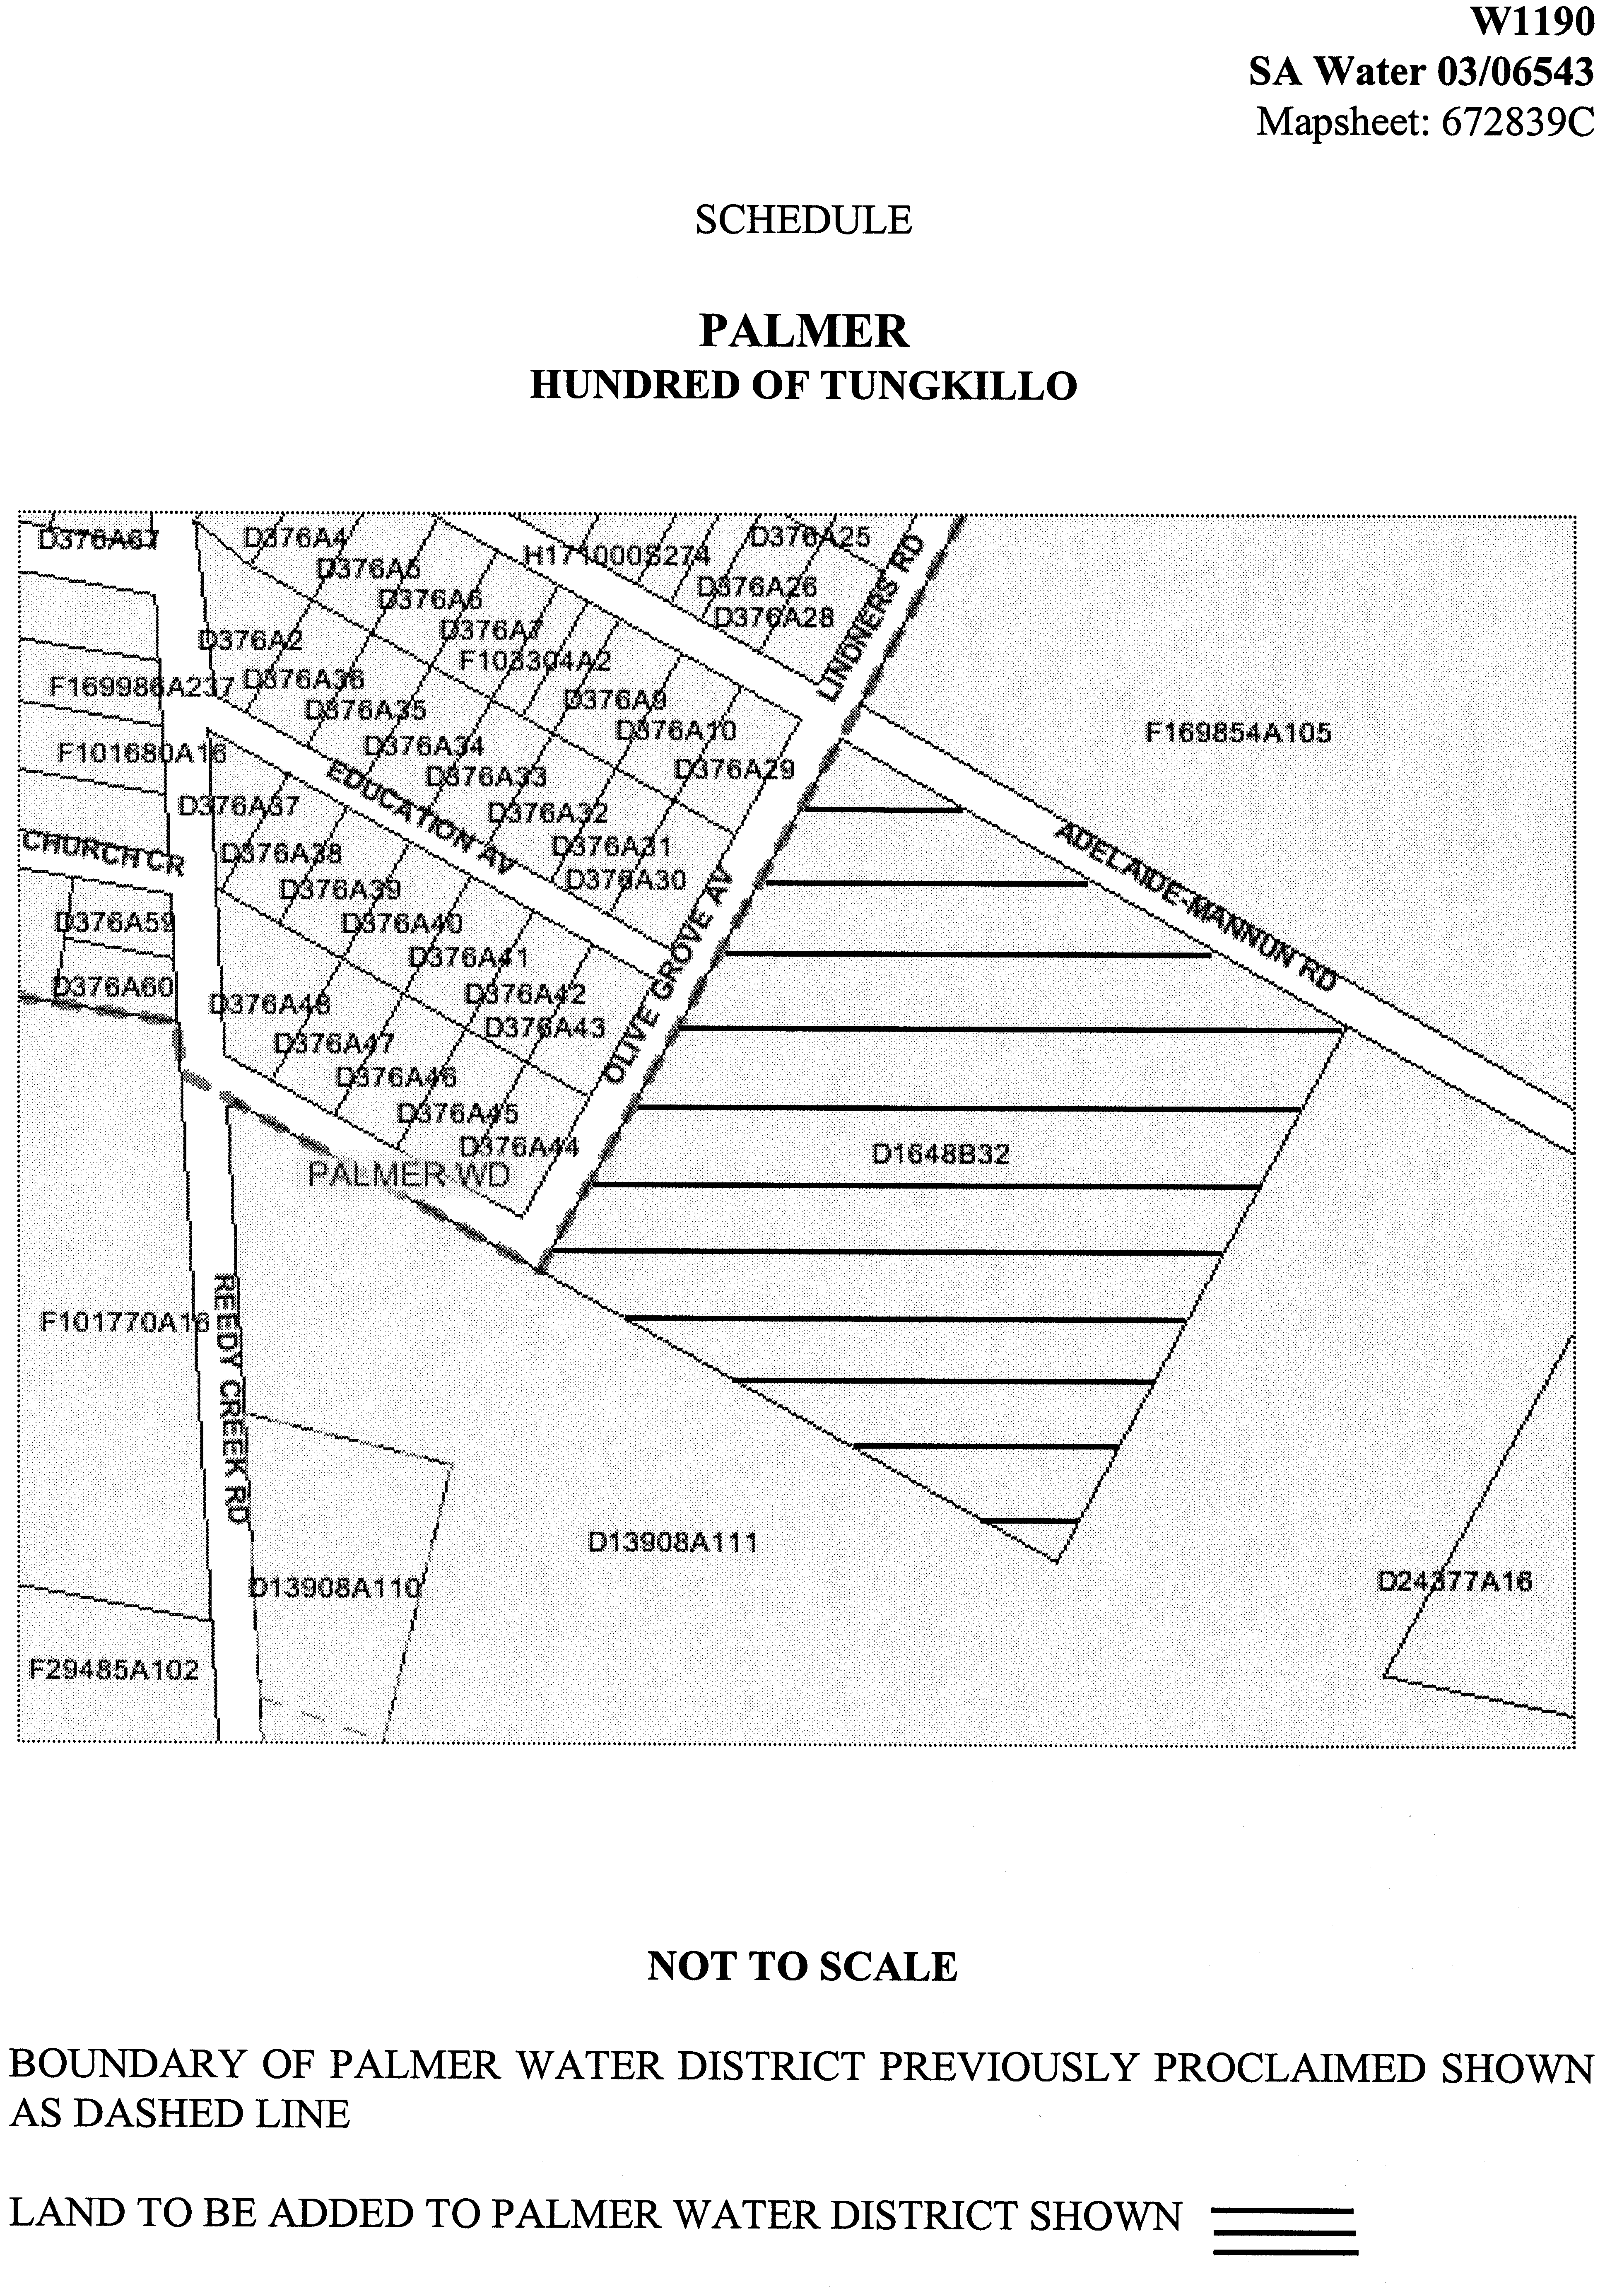 W1190
SA Water 03/06543
Mapsheet: 672839C
SCHEDULE
PALMER
HUNDRED OF TUNGKILLO
D376A67
D376A4
H171000S274
D376A25
D376A5
D376A26
D376A6
D376A28
D376A7
LINDNERS RD
D376A2
F103304A2
F169986A237
D376A36
D376A9
D376A35
D376A10
F169854A105
F101680A16
D376A34
D376A29
D376A33
EDUCATION AV
D376A37
D376A32
CHURCH CR
D376A38
D376A31
ADELAIDE-MANNUN RD
D376A39
D376A30
D376A59
D376A40
OLIVE GROVE AV
D376A41
D376A60
D376A48
D376A42
D376A43
D376A47
D376A46
D376A45
D376A44
D1648B32
PALMER WD
F101770A16
REEDY CREEK RD
D13908A111
D13908A110
D24377A16
F29485A102
NOT TO SCALE
BOUNDARY OF PALMER WATER DISTRICT PREVIOUSLY PROCLAIMED SHOWN
AS DASHED LINE
LAND TO BE ADDED TO PALMER WATER DISTRICT SHOWN